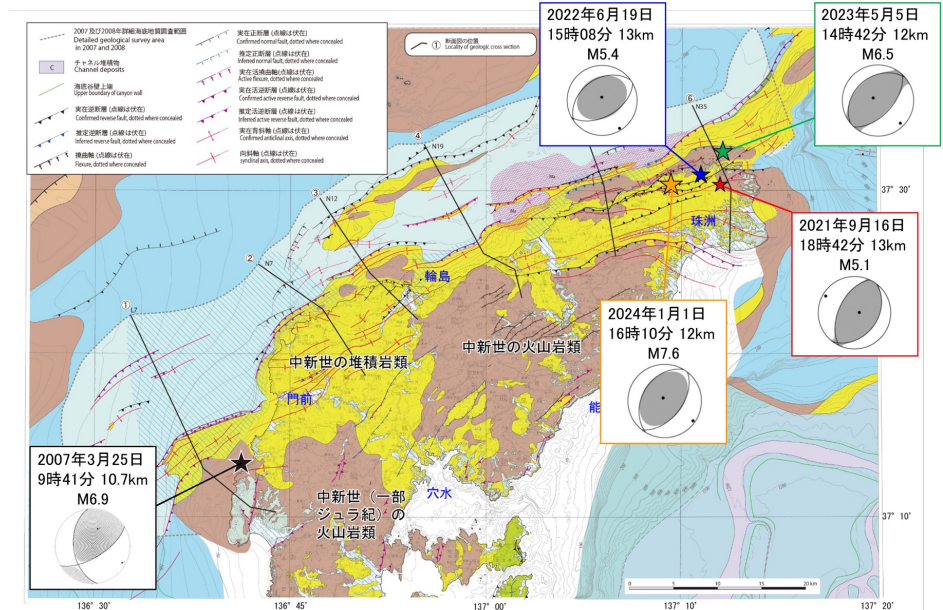 2007及び2008年詳細海底地質調査範囲
Detailed geological survey area
in 2007 and 2008
C
チャネル堆積物
Channel deposits
海底谷壁上端
Upper boundary of canyon wall
実在逆断層 (点線は伏在)
Confirmed reverse fault, dotted where concealed
推定逆断層 (点線は伏在)
Inferred reverse fault, dotted where concealed
撓曲軸 (点線は伏在)
Flexure, dotted where concealed
実在正断層 (点線は伏在)
Confirmed normal fault, dotted where concealed
推定正断層 (点線は伏在)
Inferred normal fault, dotted where concealed
実在活撓曲軸 (点線は伏在)
Active flexure, dotted where concealed
実在活逆断層 (点線は伏在)
Confirmed active reverse fault, dotted where concealed
推定活逆断層 (点線は伏在)
Inferred active reverse fault, dotted where concealed
実在背斜軸 (点線は伏在)
Confirmed anticlinal axis, dotted where concealed
向斜軸 (点線は伏在)
synclinal axis, dotted where concealed
① 断面図の位置
Locality of geologic cross section
2022年6月19日
15時08分 13km
M5.4
2023年5月5日
14時42分 12km
M6.5
2021年9月16日
18時42分 13km
M5.1
2024年1月1日
16時10分 12km
M7.6
2007年3月25日
9時41分 10.7km
M6.9
①
L7
2
N7
3
N12
4
N19
6
N35
珠洲
輪島
門前
穴水
能
中新世の堆積岩類
中新世の火山岩類
中新世（一部
ジュラ紀）の
火山岩類
37° 30'
37° 10'
0 5 10 15 20 km
136° 30'
136° 45'
137° 00'
137° 10'
137° 20'